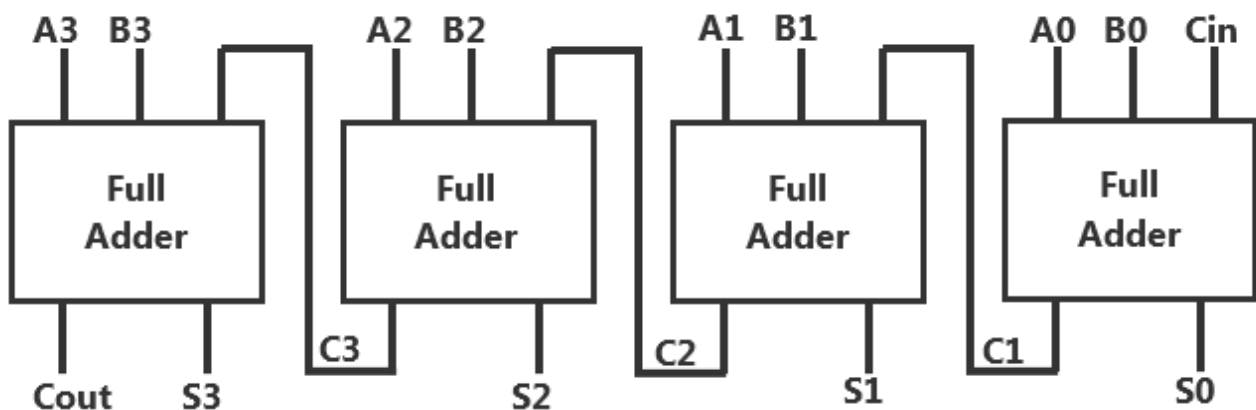 A3 B3 A2 B2 A1 B1 A0 B0 Cin
Full Full Full Full
Adder Adder Adder Adder
C3 C2 C1
Cout S3 S2 S1 S0